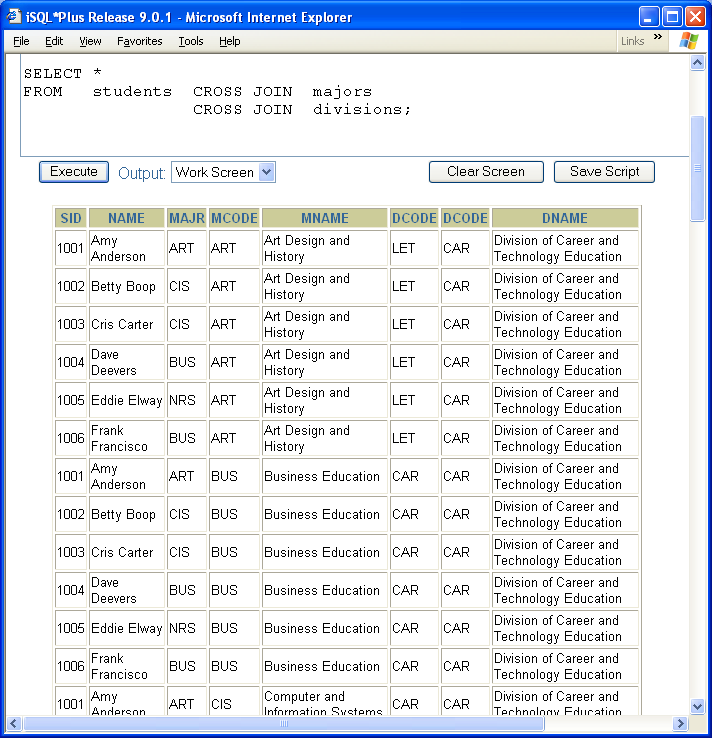 iSQL*Plus Release 9.0.1 - Microsoft Internet Explorer
File Edit View Favorites Tools Help Links »
SELECT *
FROM students CROSS JOIN majors
CROSS JOIN divisions;
Execute Output: Work Screen Clear Screen Save Script
SID NAME MAJR MCODE MNAME DCODE DCODE DNAME
1001 Amy Anderson ART ART Art Design and History LET CAR Division of Career and Technology Education
1002 Betty Boop CIS ART Art Design and History LET CAR Division of Career and Technology Education
1003 Cris Carter CIS ART Art Design and History LET CAR Division of Career and Technology Education
1004 Dave Deevers BUS ART Art Design and History LET CAR Division of Career and Technology Education
1005 Eddie Elway NRS ART Art Design and History LET CAR Division of Career and Technology Education
1006 Frank Francisco BUS ART Art Design and History LET CAR Division of Career and Technology Education
1001 Amy Anderson ART BUS Business Education CAR CAR Division of Career and Technology Education
1002 Betty Boop CIS BUS Business Education CAR CAR Division of Career and Technology Education
1003 Cris Carter CIS BUS Business Education CAR CAR Division of Career and Technology Education
1004 Dave Deevers BUS BUS Business Education CAR CAR Division of Career and Technology Education
1005 Eddie Elway NRS BUS Business Education CAR CAR Division of Career and Technology Education
1006 Frank Francisco BUS BUS Business Education CAR CAR Division of Career and Technology Education
1001 Amy Anderson ART CIS Computer and Information Systems CAR CAR Division of Career and Technology Education